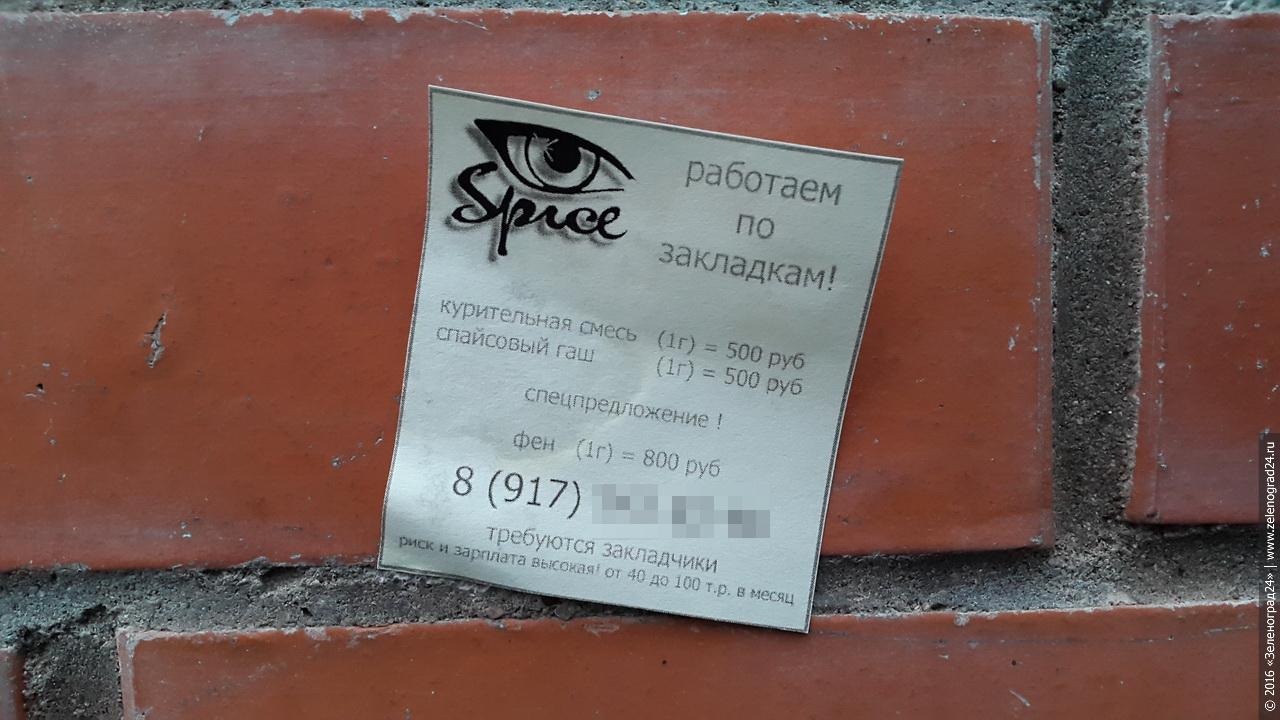 Spice
работаем
по
закладкам!
курительная смесь (1г) = 500 руб
спайсовый гаш (1г) = 500 руб
спецпредложение !
фен (1г) = 800 руб
8 (917)
требуются закладчики
риск и зарплата высокая! от 40 до 100 т.р. в месяц
© 2016 «Зеленоград24» | www.zelenograd24.ru